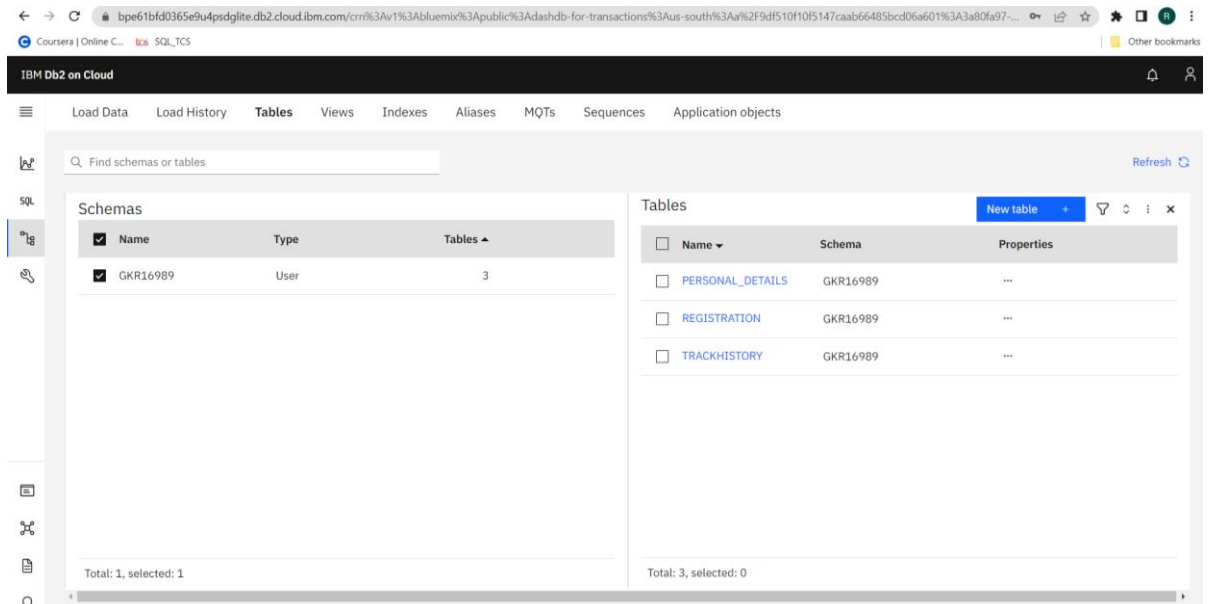 bpe61bfd0365e9u4psdglite.db2.cloud.ibm.com/crn%3Av1%3Abluemix%3Apublic%3Adashdb-for-transactions%3Aus-south%3Aa%2F9df510f10f5147caab66485bcd06a601%3A3a80fa97-...
R
Coursera | Online C... tcs SQL_TCS Other bookmarks
IBM Db2 on Cloud
Load Data Load History Tables Views Indexes Aliases MQTs Sequences Application objects
Find schemas or tables Refresh
SQL
Schemas
Name Type Tables
GKR16989 User 3
Total: 1, selected: 1
Tables New table +
Name Schema Properties
PERSONAL_DETAILS GKR16989 ...
REGISTRATION GKR16989 ...
TRACKHISTORY GKR16989 ...
Total: 3, selected: 0